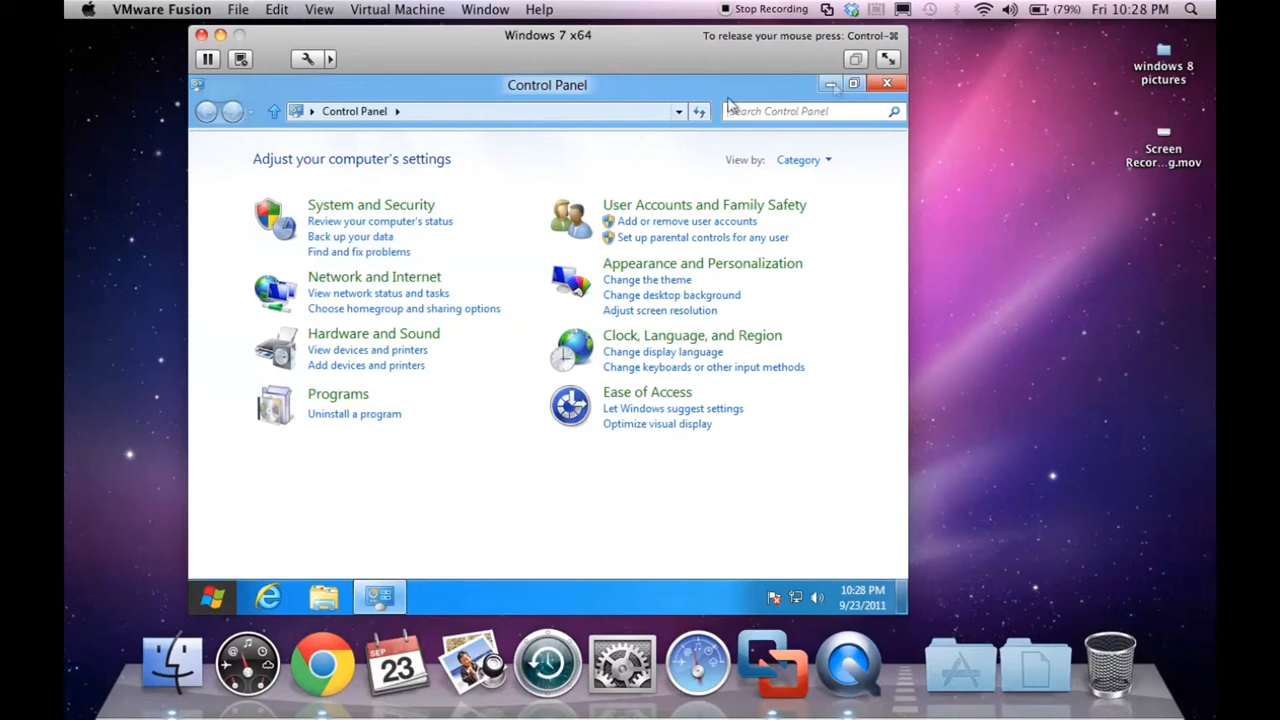 VMware Fusion File Edit View Virtual Machine Window Help Stop Recording (79%) Fri 10:28 PM
Windows 7 x64
To release your mouse press: Control-⌘
Control Panel
Control Panel
Search Control Panel
Adjust your computer's settings
View by: Category
System and Security
Review your computer's status
Back up your data
Find and fix problems
Network and Internet
View network status and tasks
Choose homegroup and sharing options
Hardware and Sound
View devices and printers
Add devices and printers
Programs
Uninstall a program
User Accounts and Family Safety
Add or remove user accounts
Set up parental controls for any user
Appearance and Personalization
Change the theme
Change desktop background
Adjust screen resolution
Clock, Language, and Region
Change display language
Change keyboards or other input methods
Ease of Access
Let Windows suggest settings
Optimize visual display
10:28 PM
9/23/2011
windows 8
pictures
Screen
Recor...g.mov
SEP
23